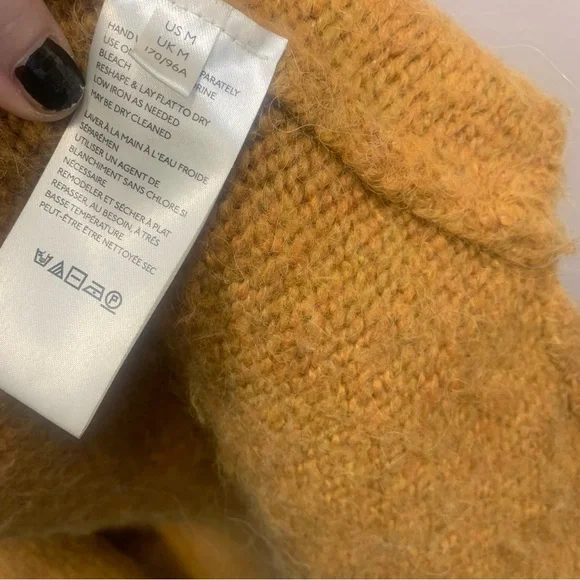 US M
UK M
170/96A
HAND
PARATELY
USE
BLEACH
RINE
RESHAPE & LAY FLAT TO DRY
LOW IRON AS NEEDED
MAY BE DRY CLEANED
LAVER À LA MAIN À L'EAU FROIDE
SÉPARÉMEN
UTILISER UN AGENT DE
BLANCHIMENT SANS CHLORE SI
REMODELER ET SÉCHER À PLAT
REPASSER, AU BESOIN, À TRÉS
BASSE TEMPÉRATURE
PEUT-ÊTRE ÊTRE NETTOYÉE SEC
P